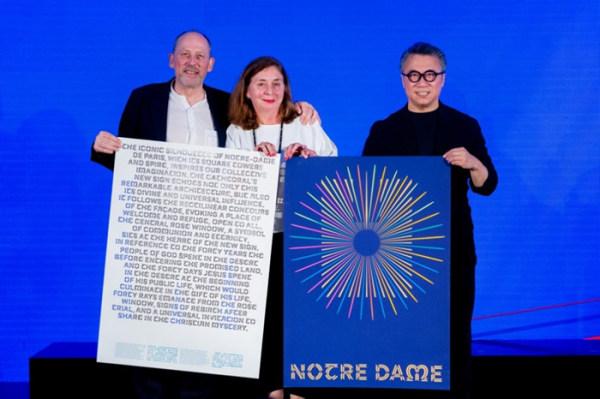 THE ICONIC SILHOUETTE OF NOTRE-DAME
DE PARIS, WITH ITS SQUARE TOWERS
AND SPIRE, INSPIRES OUR COLLECTIVE
IMAGINATION. THE CATHEDRAL'S
NEW SIGN ECHOES NOT ONLY THIS
REMARKABLE ARCHITECTURE, BUT ALSO
ITS DIVINE AND UNIVERSAL INFLUENCE.
IT FOLLOWS THE RECTILINEAR CONTOURS
OF THE FAÇADE, EVOKING A PLACE OF
WELCOME AND REFUGE, OPEN TO ALL.
THE CENTRAL ROSE WINDOW, A SYMBOL
OF COMMUNION AND ETERNITY,
SITS AT THE HEART OF THE NEW SIGN,
IN REFERENCE TO THE FORTY YEARS THE
PEOPLE OF GOD SPENT IN THE DESERT
BEFORE ENTERING THE PROMISED LAND,
AND THE FORTY DAYS JESUS SPENT
IN THE DESERT AT THE BEGINNING
OF HIS PUBLIC LIFE, WHICH WOULD
CULMINATE IN THE GIFT OF HIS LIFE,
FORTY RAYS EMANATE FROM THE ROSE
WINDOW, SIGNS OF REBIRTH AFTER
TRIAL, AND A UNIVERSAL INVITATION TO
SHARE IN THE CHRISTIAN MYSTERY.
NOTRE DAME